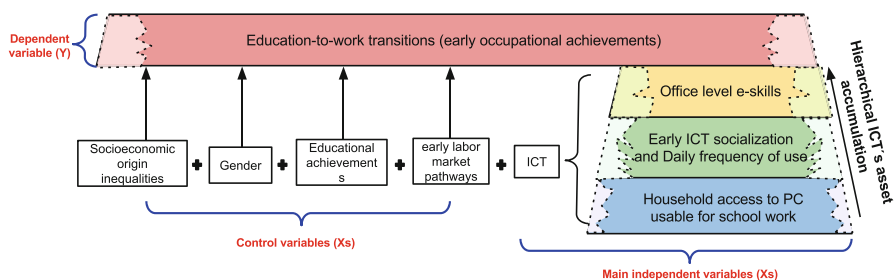 Dependent
variable (Y)
Education-to-work transitions (early occupational achievements)
Hierarchical ICT´s asset
accumulation
Office level e-skills
Early ICT socialization
and Daily frequency of use
Household access to PC
usable for school work
Socioeconomic
origin
inequalities
Gender
Educational
achievement
s
early labor
market
pathways
ICT
Control variables (Xs)
Main independent variables (Xs)